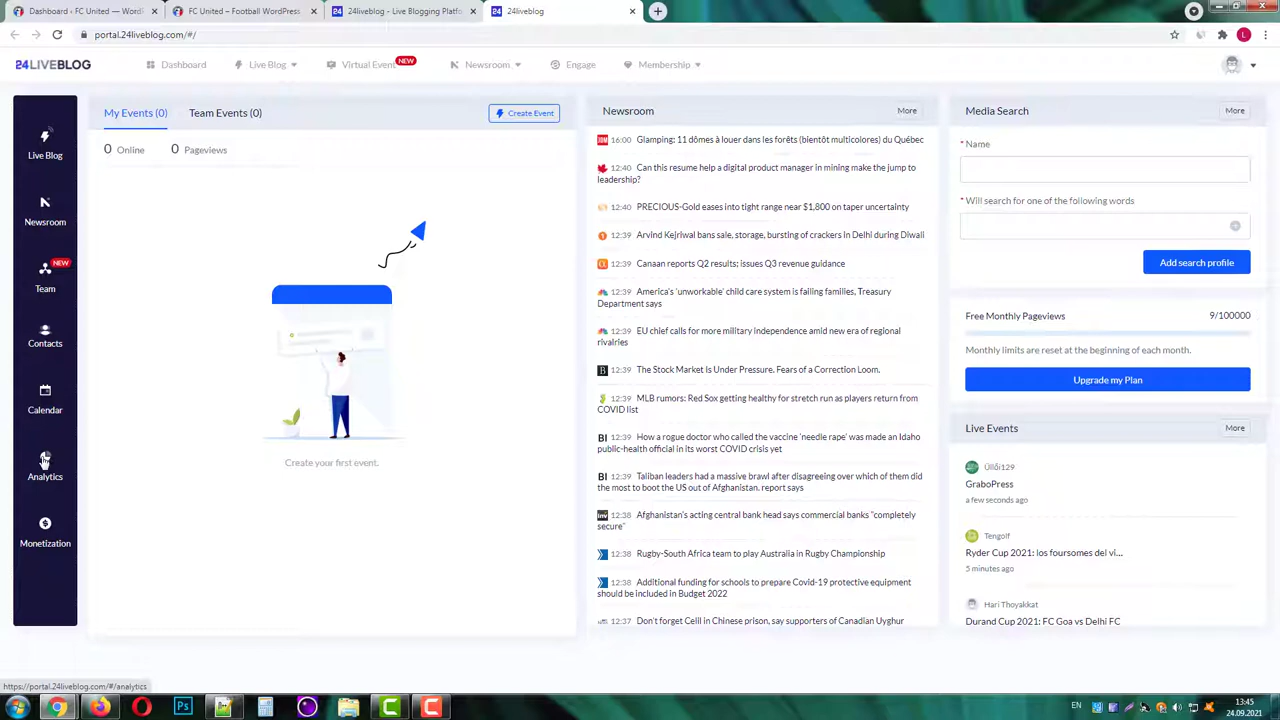 Dashboard ‹ FC United — WordP
FC United – Football WordPress
24liveblog - Live Blogging Platfo
24liveblog
portal.24liveblog.com/#/
L
24LIVEBLOG
Dashboard
Live Blog
Virtual Event
NEW
Newsroom
Engage
Membership
Live Blog
Newsroom
NEW
Team
Contacts
Calendar
Analytics
Monetization
My Events (0)
Team Events (0)
Create Event
0 Online
0 Pageviews
Create your first event.
Newsroom
More
16:00 Glamping: 11 dômes à louer dans les forêts (bientôt multicolores) du Québec
12:40 Can this resume help a digital product manager in mining make the jump to
leadership?
12:40 PRECIOUS-Gold eases into tight range near $1,800 on taper uncertainty
12:39 Arvind Kejriwal bans sale, storage, bursting of crackers in Delhi during Diwali
12:39 Canaan reports Q2 results; issues Q3 revenue guidance
12:39 America's 'unworkable' child care system is failing families, Treasury
Department says
12:39 EU chief calls for more military independence amid new era of regional
rivalries
12:39 The Stock Market Is Under Pressure. Fears of a Correction Loom.
12:39 MLB rumors: Red Sox getting healthy for stretch run as players return from
COVID list
BI 12:39 How a rogue doctor who called the vaccine 'needle rape' was made an Idaho
public-health official in its worst COVID crisis yet
BI 12:39 Taliban leaders had a massive brawl after disagreeing over which of them did
the most to boot the US out of Afghanistan, report says
12:38 Afghanistan's acting central bank head says commercial banks "completely
secure"
12:38 Rugby-South Africa team to play Australia in Rugby Championship
12:38 Additional funding for schools to prepare Covid-19 protective equipment
should be included in Budget 2022
12:37 Don't forget Celil in Chinese prison, say supporters of Canadian Uyghur
Media Search
More
* Name
* Will search for one of the following words
Add search profile
Free Monthly Pageviews
9/100000
Monthly limits are reset at the beginning of each month.
Upgrade my Plan
Live Events
More
Üllői129
GraboPress
a few seconds ago
Tengolf
Ryder Cup 2021: los foursomes del vi...
5 minutes ago
Hari Thoyakkat
Durand Cup 2021: FC Goa vs Delhi FC
https://portal.24liveblog.com/#/analytics
Ps
EN
13:45
24.09.2021